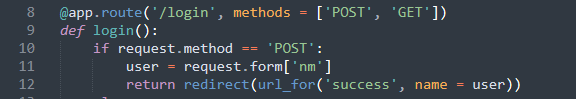 8 @app.route('/login', methods = ['POST', 'GET'])
9 def login():
10     if request.method == 'POST':
11         user = request.form['nm']
12         return redirect(url_for('success', name = user))